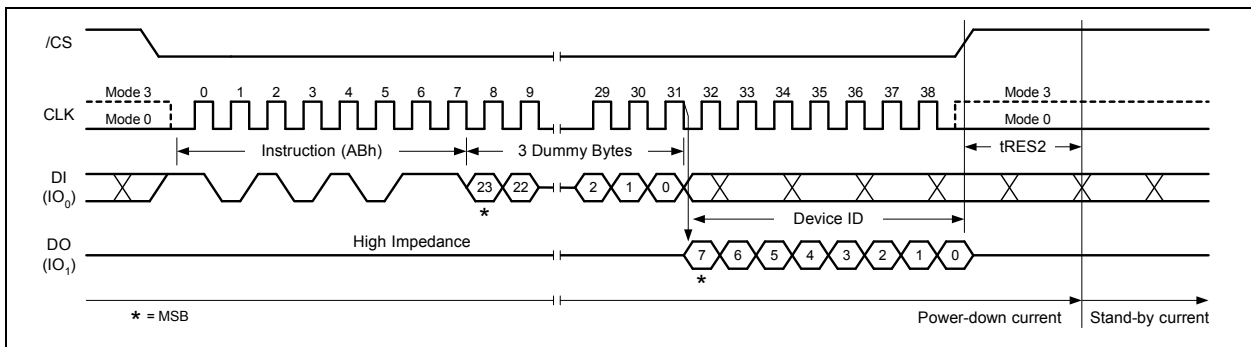 /CS
Mode 3 0 1 2 3 4 5 6 7 8 9 29 30 31 32 33 34 35 36 37 38 Mode 3
CLK
Mode 0 Mode 0
Instruction (ABh) 3 Dummy Bytes tRES2
DI
(IO0)
23 22 2 1 0
*
Device ID
DO
(IO1)
High Impedance
7 6 5 4 3 2 1 0
*
* = MSB
Power-down current Stand-by current